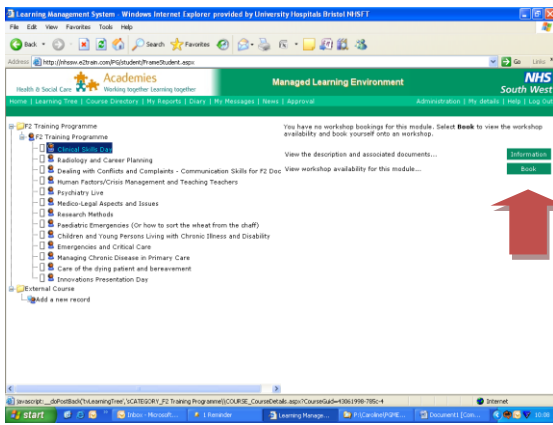 Learning Management System - Windows Internet Explorer provided by University Hospitals Bristol NHSFT
File Edit View Favorites Tools Help
Back Search Favorites
Address http://nhssw.e2train.com/PG/student/FrameStudent.aspx Go Links
Health & Social Care Academies Working together Learning together
Managed Learning Environment
NHS
South West
Home | Learning Tree | Course Directory | My Reports | Diary | My Messages | News | Approval Administration | My details | Help | Log Out
F2 Training Programme
F2 Training Programme
Clinical Skills Day
Radiology and Career Planning
Dealing with Conflicts and Complaints - Communication Skills for F2 Doc
Human Factors/Crisis Management and Teaching Teachers
Psychiatry Live
Medico-Legal Aspects and Issues
Research Methods
Paediatric Emergencies (Or how to sort the wheat from the chaff)
Children and Young Persons Living with Chronic Illness and Disability
Emergencies and Critical Care
Managing Chronic Disease in Primary Care
Care of the dying patient and bereavement
Innovations Presentation Day
External Course
Add a new record
You have no workshop bookings for this module. Select Book to view the workshop
availability and book yourself onto an workshop.
View the description and associated documents... Information
View workshop availability for this module... Book
javascript:__doPostBack('tvLearningTree','sCATEGORY_F2 Training Programme\\COURSE_CourseDetails.aspx?CourseGuid=43061998-785c-4 Internet
start Inbox - Microsoft... 1 Reminder Learning Manage... P:\Caroline\PGME... Document1 [Com... 10:08